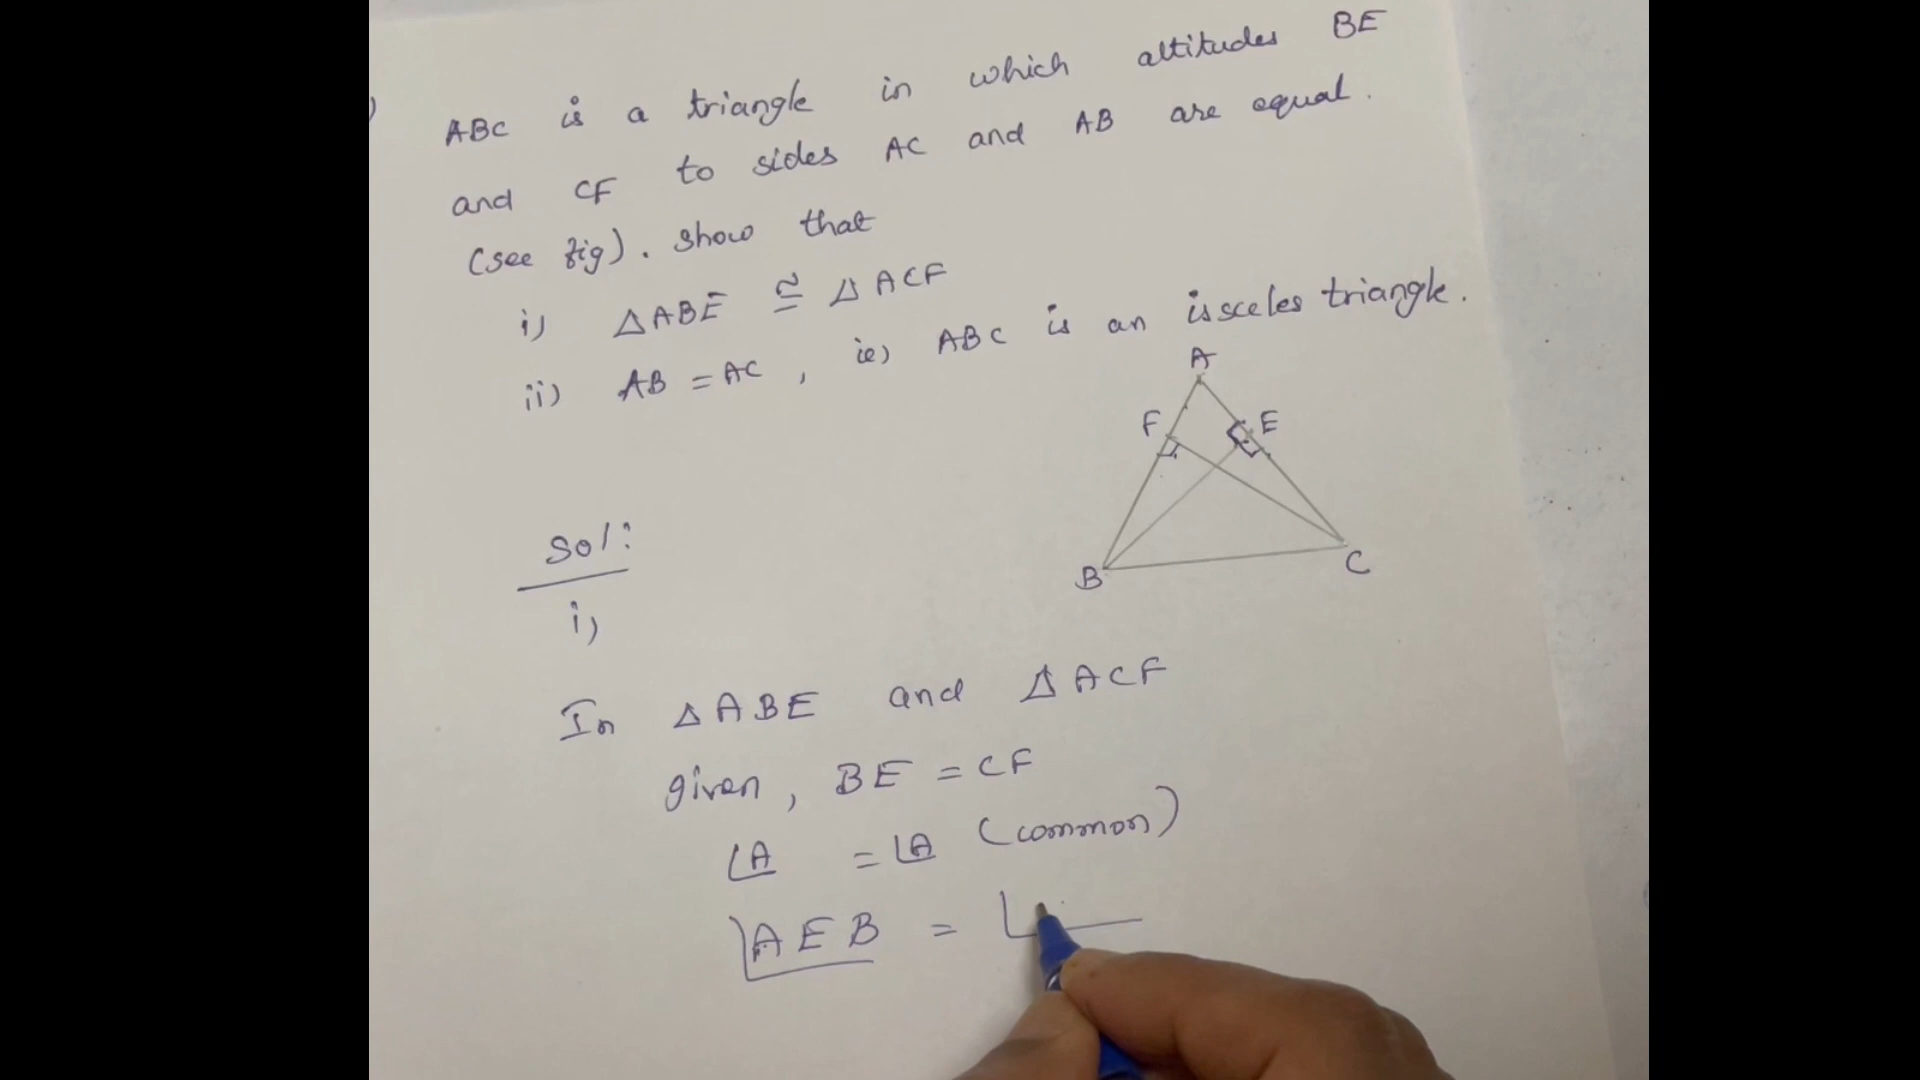 )
ABC is a triangle in which altitudes BE
and CF to sides AC and AB are equal.
(see fig). Show that
i) △ABE ≅ △ACF
ii) AB = AC, ie) ABC is an issceles triangle.
A
F
E
B
C
Sol:
i)
In △ABE and △ACF
given, BE = CF
∠A = ∠A (common)
∠AEB = ∠